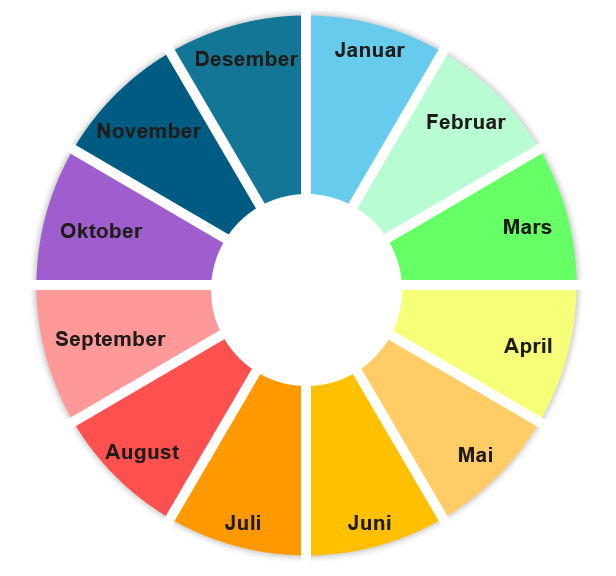 Januar
Februar
Mars
April
Mai
Juni
Juli
August
September
Oktober
November
Desember